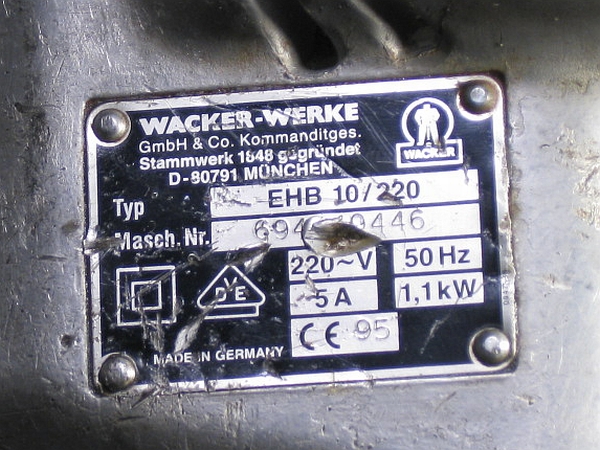 WACKER-WERKE
GmbH & Co. Kommanditges.
Stammwerk 1848 gegründet
D-80791 MÜNCHEN
WACKER
Typ EHB 10/220
Masch. Nr.
220~V 50 Hz
5 A 1,1 kW
CE 95
MADE IN GERMANY